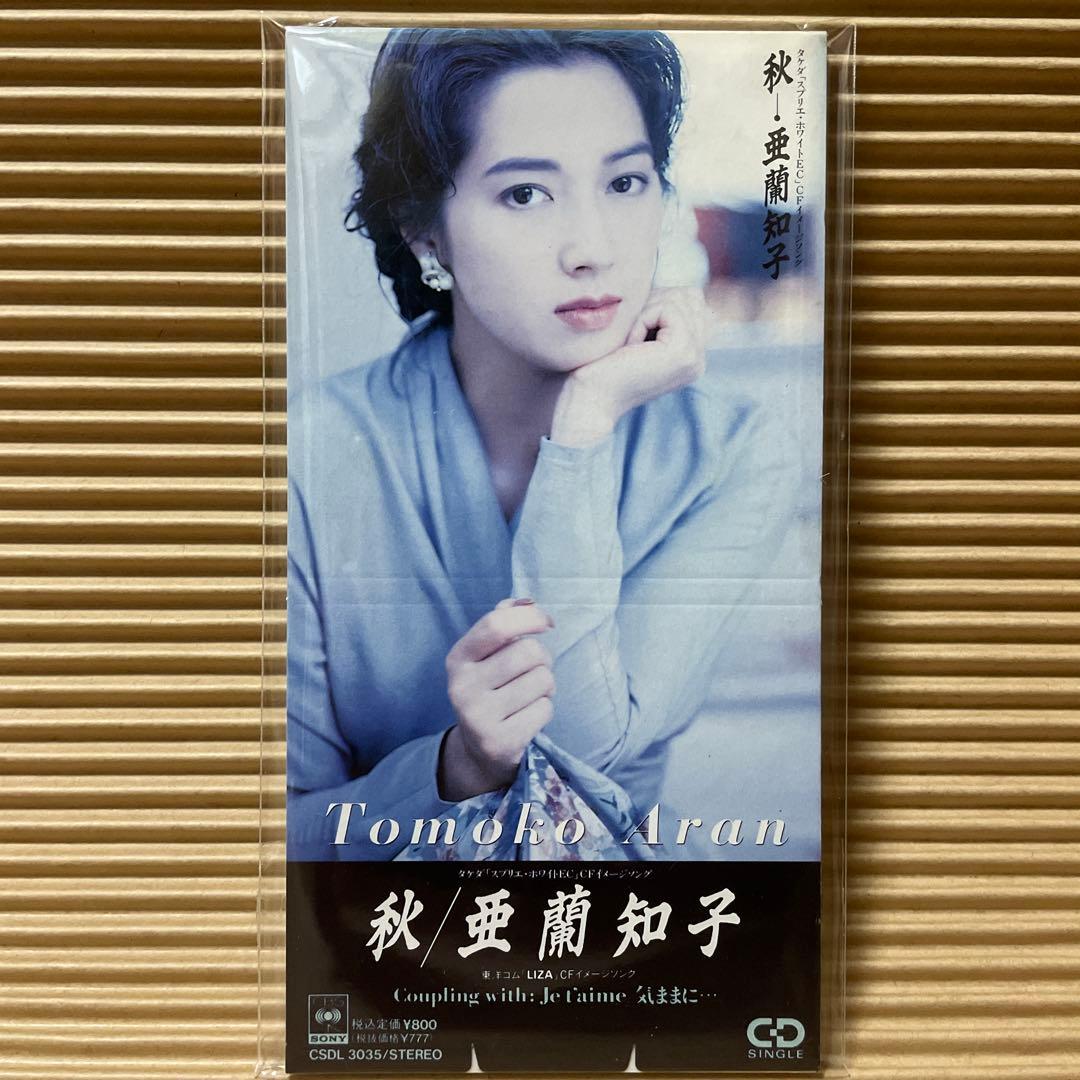 タケダ「スプリエ・ホワイトEC」CFイメージソング
秋—・亜蘭知子
Tomoko Aran
タケダ「スプリエ・ホワイトEC」CFイメージソング
秋/亜蘭知子
東洋コム「LIZA」CFイメージソング
Coupling with: Je t'aime 気ままに…
CBS
SONY
税込定価¥800
(税抜価格¥777)
CSDL 3035/STEREO
CD
SINGLE